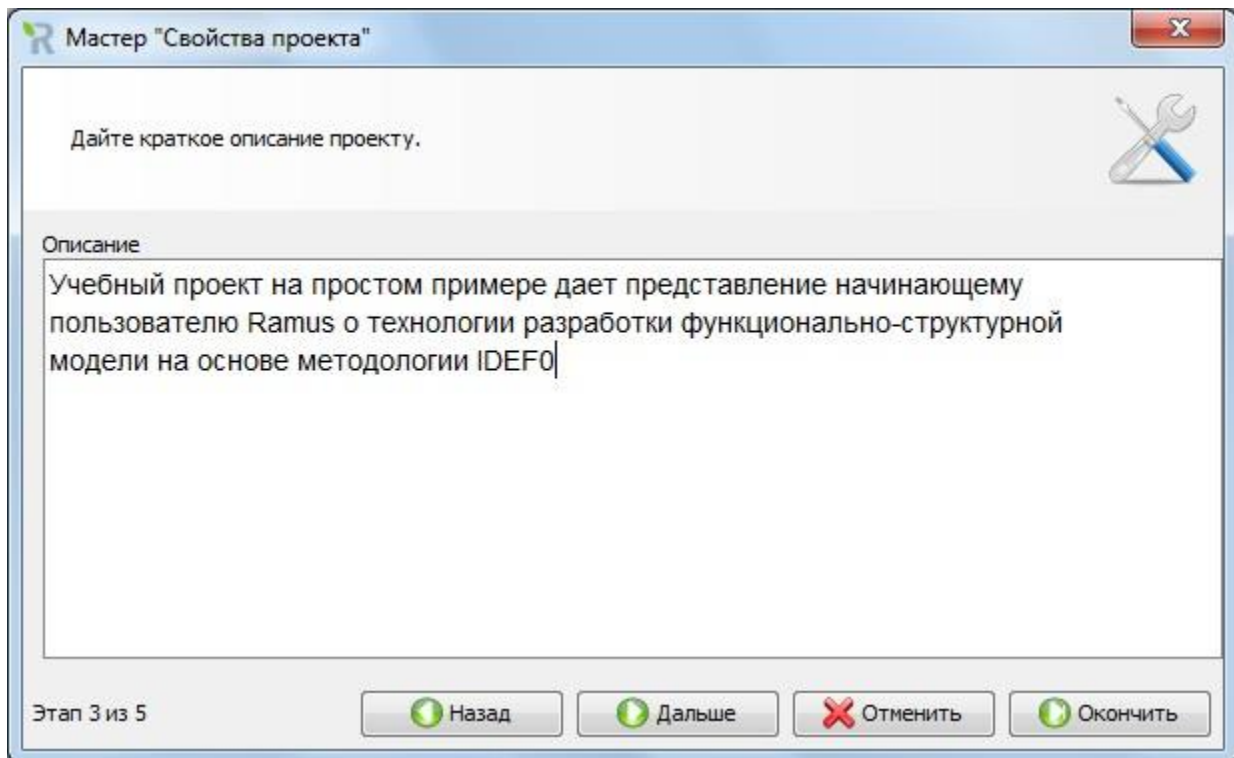 Мастер "Свойства проекта"
Дайте краткое описание проекту.
Описание
Учебный проект на простом примере дает представление начинающему
пользователю Ramus о технологии разработки функционально-структурной
модели на основе методологии IDEF0
Этап 3 из 5
Назад
Дальше
Отменить
Окончить